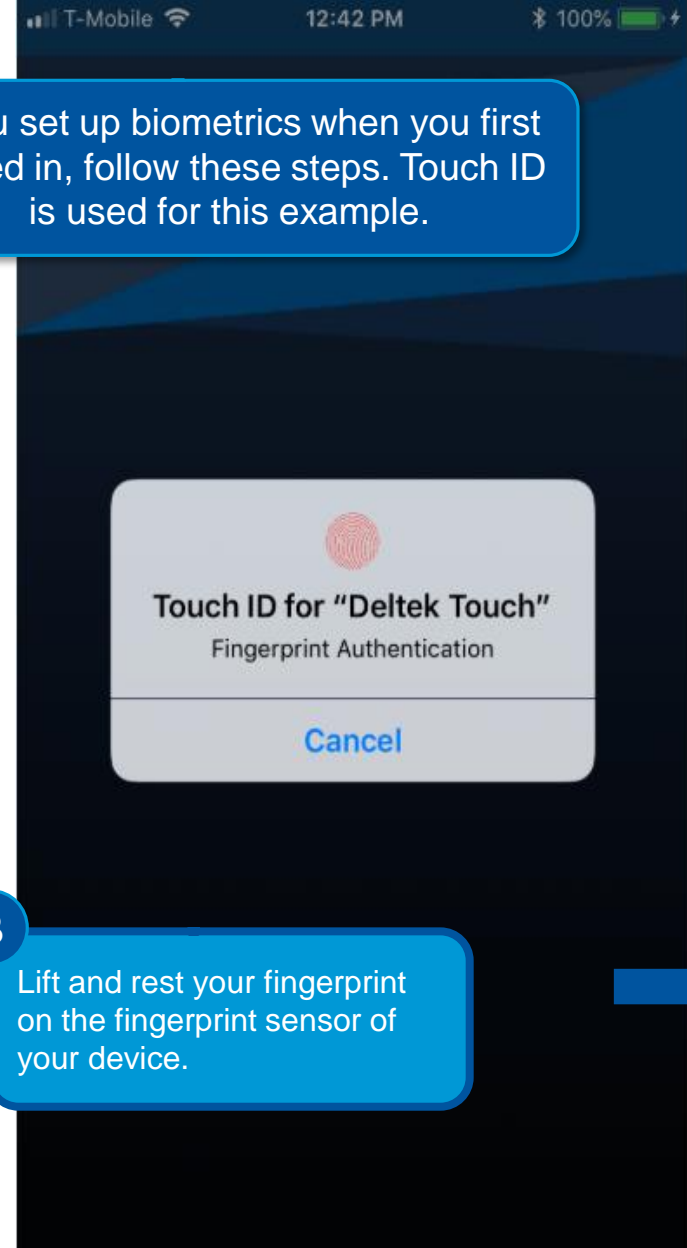 T-Mobile 12:42 PM 100%
set up biometrics when you first
in, follow these steps. Touch ID
is used for this example.
Touch ID for “Deltek Touch”
Fingerprint Authentication
Cancel
Lift and rest your fingerprint
on the fingerprint sensor of
your device.